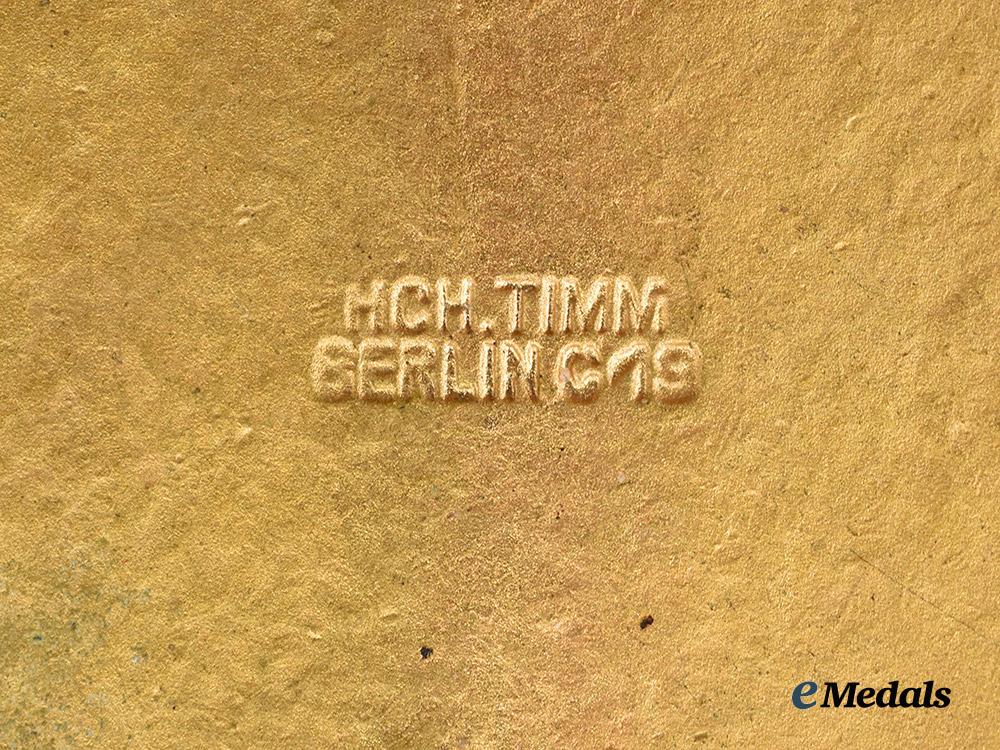 HCH.TIMM
BERLIN C19
eMedals